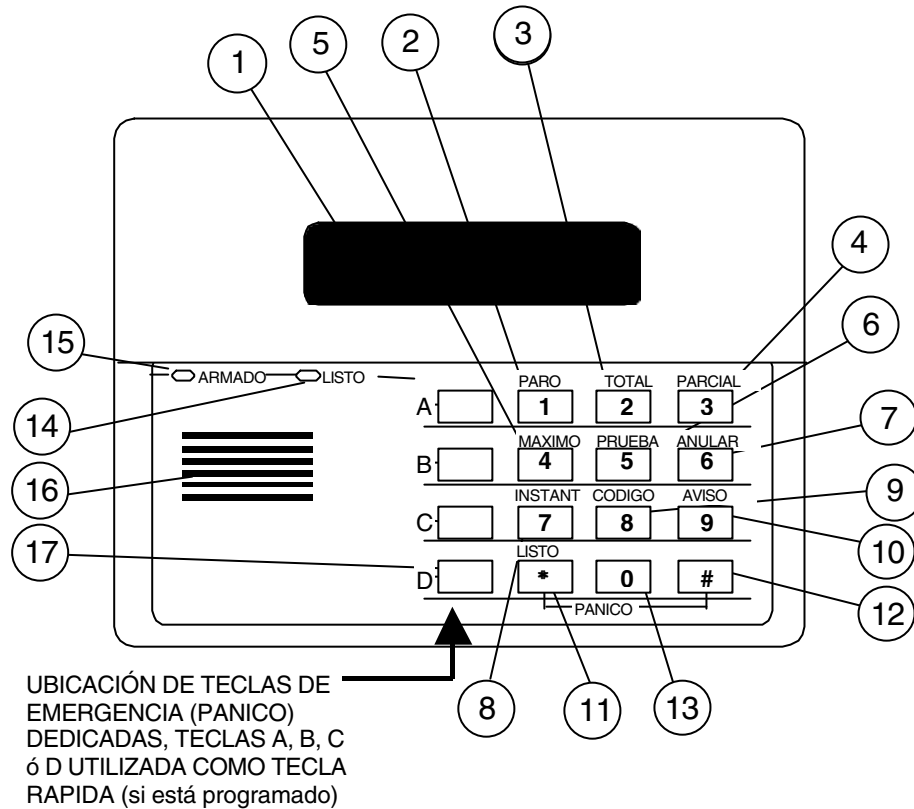 1
5
2
3
4
6
15
14
16
17
7
9
10
12
ARMADO
LISTO
PARO TOTAL PARCIAL
A 1 2 3
MAXIMO PRUEBA ANULAR
B 4 5 6
INSTANT CODIGO AVISO
C 7 8 9
LISTO
D * 0 #
PANICO
8
11
13
UBICACIÓN DE TECLAS DE
EMERGENCIA (PANICO)
DEDICADAS, TECLAS A, B, C
ó D UTILIZADA COMO TECLA
RAPIDA (si está programado)